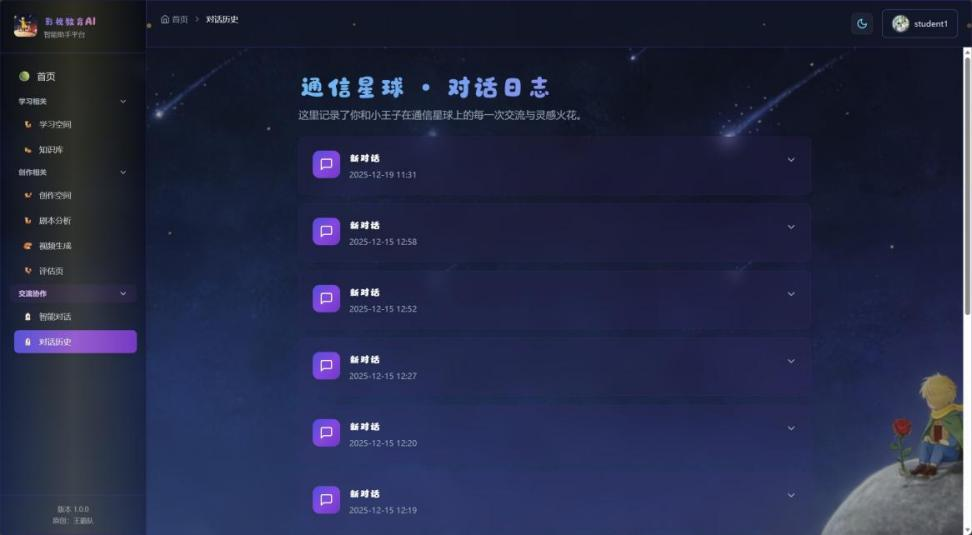 影视教育AI
智能助手平台
首页
学习相关
学习空间
知识库
创作相关
创作空间
剧本分析
视频生成
评估页
交流协作
智能对话
对话历史
版本 1.0.0
首页 > 对话历史
student1
通信星球 · 对话日志
这里记录了你和小王子在通信星球上的每一次交流与灵感火花。
新对话
2025-12-19 11:31
新对话
2025-12-15 12:58
新对话
2025-12-15 12:52
新对话
2025-12-15 12:27
新对话
2025-12-15 12:20
新对话
2025-12-15 12:19